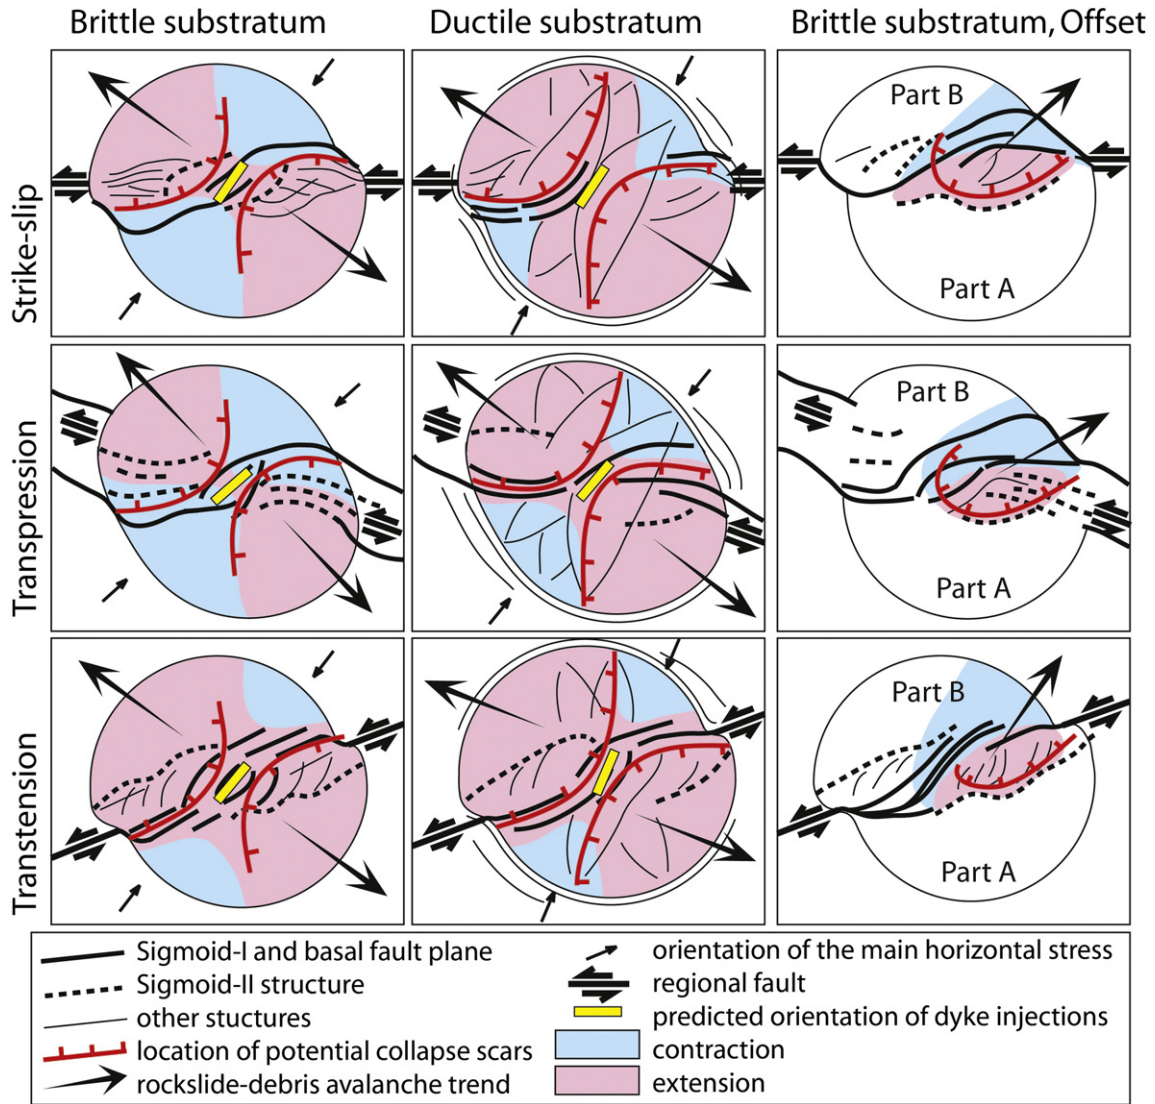 Brittle substratum
Ductile substratum
Brittle substratum, Offset
Strike-slip
Part B
Part A
Transpression
Part B
Part A
Transtension
Part B
Part A
Sigmoid-I and basal fault plane
Sigmoid-II structure
other stuctures
location of potential collapse scars
rockslide-debris avalanche trend
orientation of the main horizontal stress
regional fault
predicted orientation of dyke injections
contraction
extension